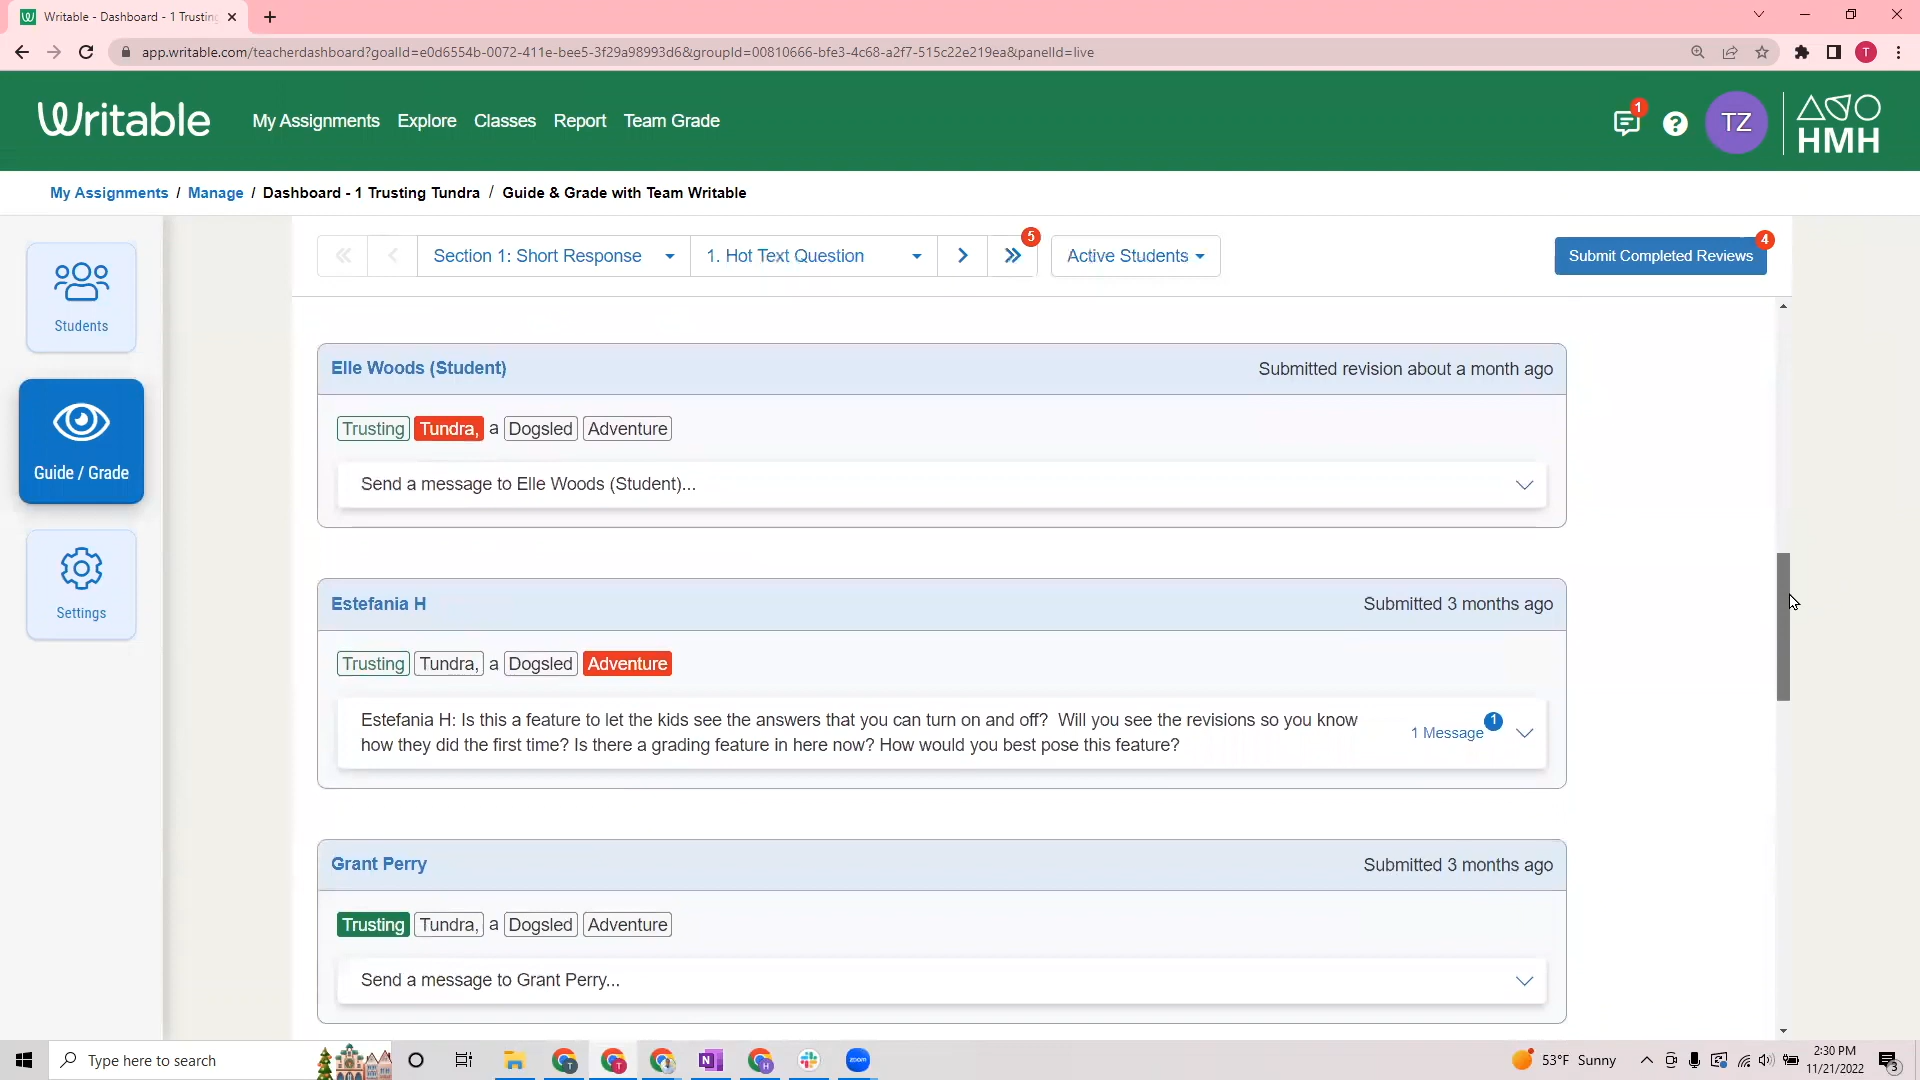 Writable - Dashboard - 1 Trusting
app.writable.com/teacherdashboard?goalId=e0d6554b-0072-411e-bee5-3f29a98993d6&groupId=00810666-bfe3-4c68-a2f7-515c22e219ea&panelId=live
T
Writable
My Assignments Explore Classes Report Team Grade
1
?
TZ
HMH
My Assignments / Manage / Dashboard - 1 Trusting Tundra / Guide & Grade with Team Writable
Students
Guide / Grade
Settings
Section 1: Short Response
1. Hot Text Question
5
Active Students
Submit Completed Reviews
4
Elle Woods (Student)
Submitted revision about a month ago
Trusting Tundra, a Dogsled Adventure
Send a message to Elle Woods (Student)...
Estefania H
Submitted 3 months ago
Trusting Tundra, a Dogsled Adventure
Estefania H: Is this a feature to let the kids see the answers that you can turn on and off?  Will you see the revisions so you know
how they did the first time? Is there a grading feature in here now? How would you best pose this feature?
1 Message
1
Grant Perry
Submitted 3 months ago
Trusting Tundra, a Dogsled Adventure
Send a message to Grant Perry...
Type here to search
T
T
N
H
zoom
53°F Sunny
2:30 PM
11/21/2022
3